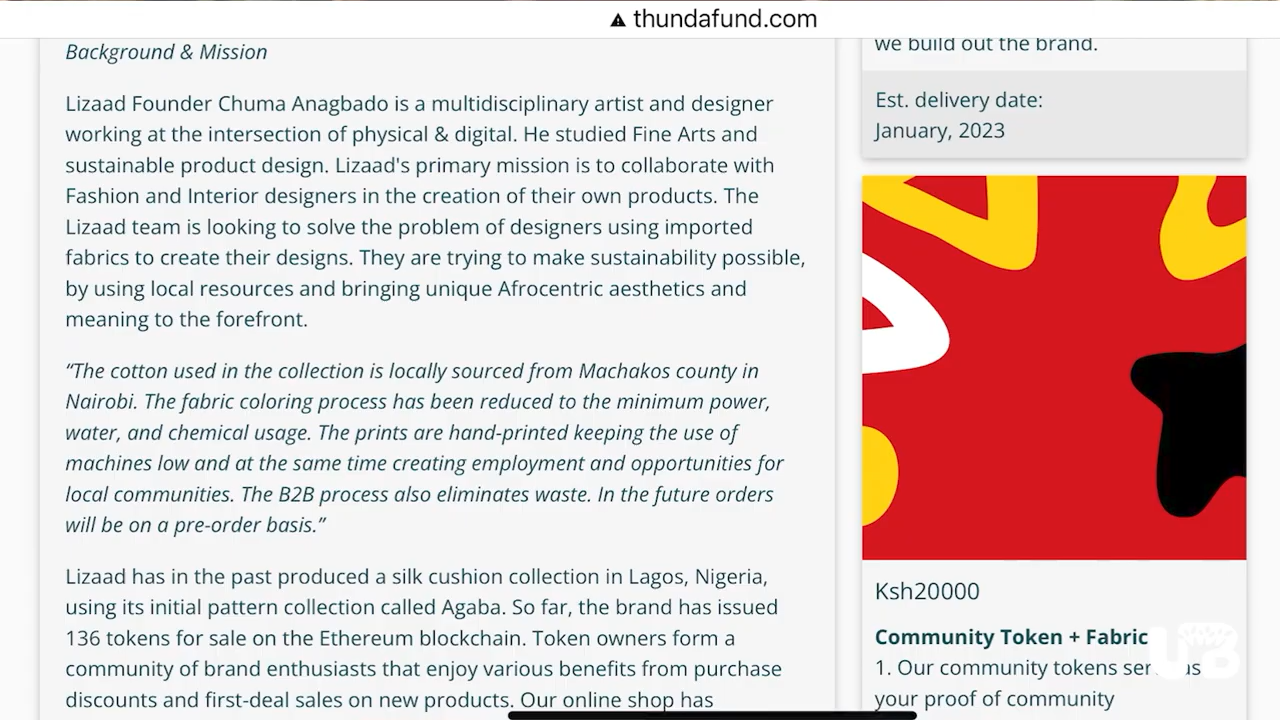 thundafund.com
Background & Mission
Lizaad Founder Chuma Anagbado is a multidisciplinary artist and designer
working at the intersection of physical & digital. He studied Fine Arts and
sustainable product design. Lizaad's primary mission is to collaborate with
Fashion and Interior designers in the creation of their own products. The
Lizaad team is looking to solve the problem of designers using imported
fabrics to create their designs. They are trying to make sustainability possible,
by using local resources and bringing unique Afrocentric aesthetics and
meaning to the forefront.
“The cotton used in the collection is locally sourced from Machakos county in
Nairobi. The fabric coloring process has been reduced to the minimum power,
water, and chemical usage. The prints are hand-printed keeping the use of
machines low and at the same time creating employment and opportunities for
local communities. The B2B process also eliminates waste. In the future orders
will be on a pre-order basis.”
Lizaad has in the past produced a silk cushion collection in Lagos, Nigeria,
using its initial pattern collection called Agaba. So far, the brand has issued
136 tokens for sale on the Ethereum blockchain. Token owners form a
community of brand enthusiasts that enjoy various benefits from purchase
discounts and first-deal sales on new products. Our online shop has
we build out the brand.
Est. delivery date:
January, 2023
Ksh20000
Community Token + Fabric
1. Our community tokens as
your proof of community
UB